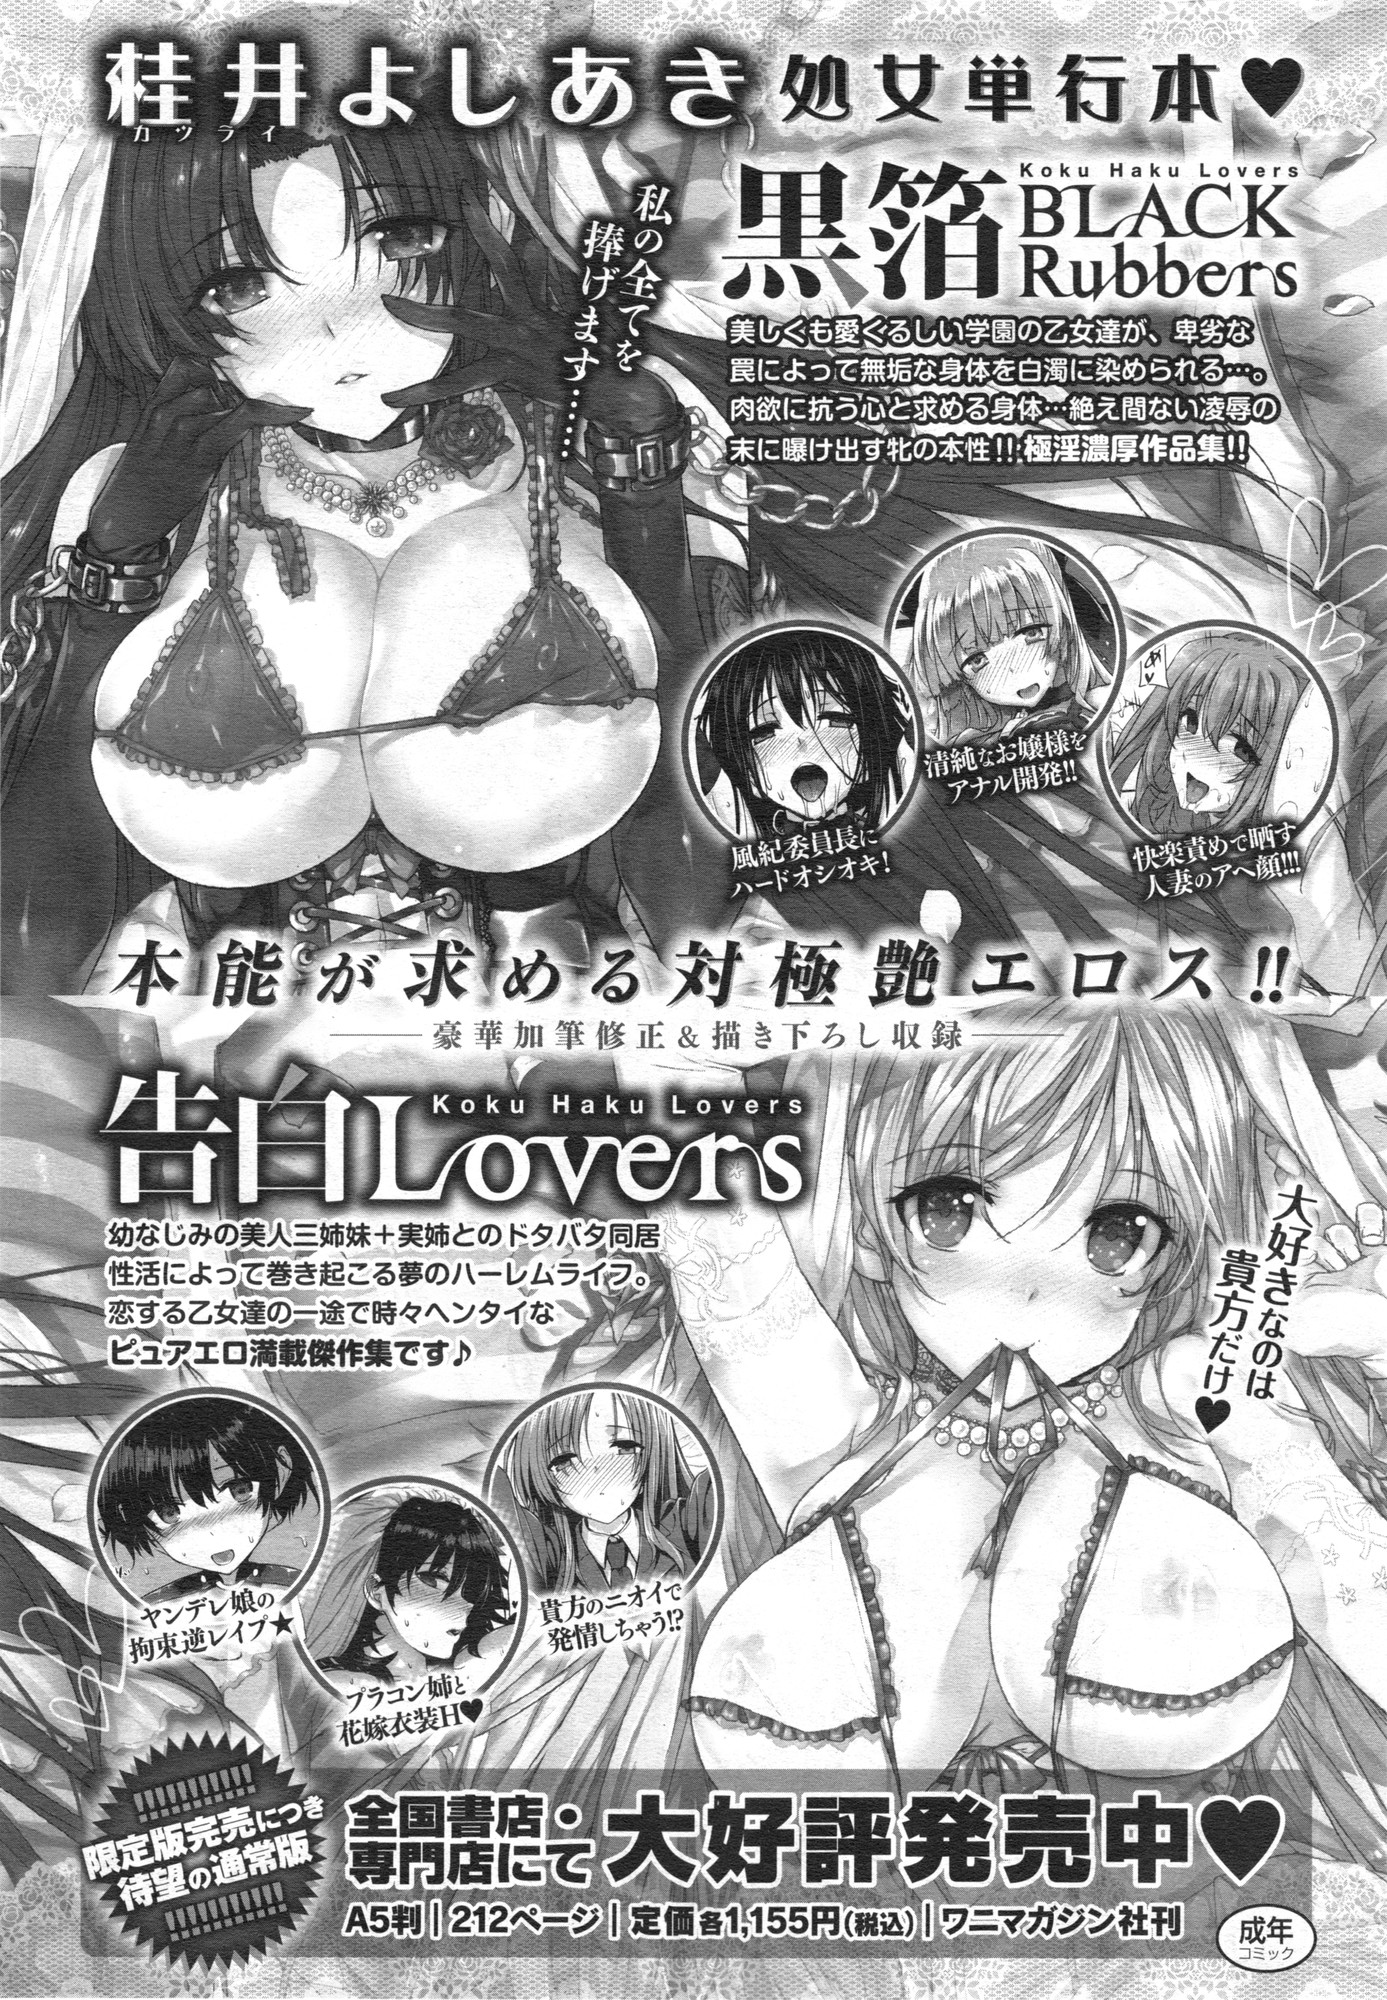 桂井よしあき 処女単行本♥
カツライ
Koku Haku Lovers
黒箔 BLACK Rubbers
私の全てを
捧げます……
美しくも愛くるしい学園の乙女達が、卑劣な
罠によって無垢な身体を白濁に染められる…。
肉欲に抗う心と求める身体…絶え間ない凌辱の
末に曝け出す牝の本性!! 極淫濃厚作品集!!
あ♥
清純なお嬢様を
アナル開発!!
風紀委員長に
ハードオシオキ!
快楽責めで晒す
人妻のアヘ顔!!!
本能が求める対極艶エロス!!
豪華加筆修正&描き下ろし収録
Koku Haku Lovers
告白Lovers
幼なじみの美人三姉妹+実姉とのドタバタ同居
性活によって巻き起こる夢のハーレムライフ。
恋する乙女達の一途で時々ヘンタイな
ピュアエロ満載傑作集です♪
大好きなのは
貴方だけ♥
ヤンデレ娘の
拘束逆レイプ★
貴方のニオイで
発情しちゃう!?
ブラコン姉と
花嫁衣装H♥
!!!!!!!!!!
限定版完売につき
待望の通常版
!!!!!!!!!!
全国書店・
専門店にて 大好評発売中♥
A5判|212ページ|定価 各1,155円(税込)|ワニマガジン社刊
成年
コミック